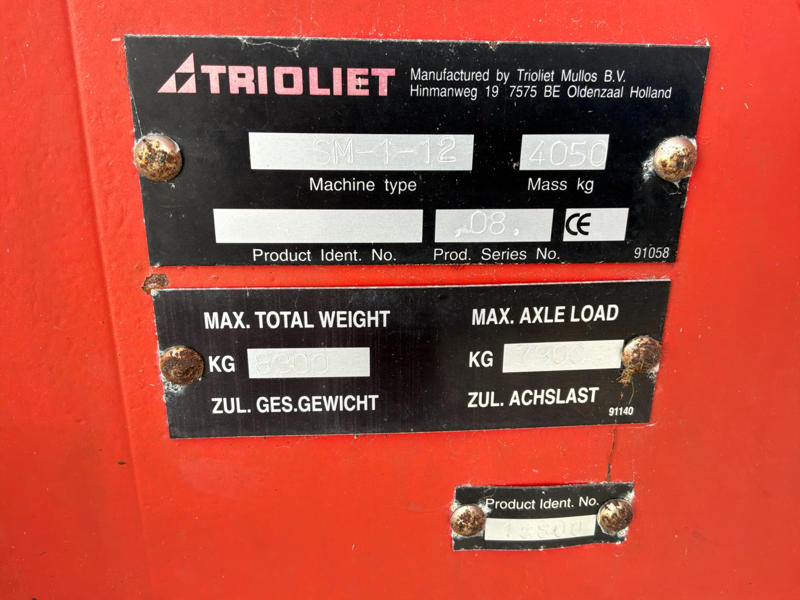 TRIOLIET
Manufactured by Trioliet Mullos B.V.
Hinmanweg 19 7575 BE Oldenzaal Holland
SM-1-12
4050
Machine type
Mass kg
.08.
CE
Product Ident. No.
Prod. Series No.
91058
MAX. TOTAL WEIGHT
MAX. AXLE LOAD
KG
KG
ZUL. GES.GEWICHT
ZUL. ACHSLAST
91140
Product Ident. No.